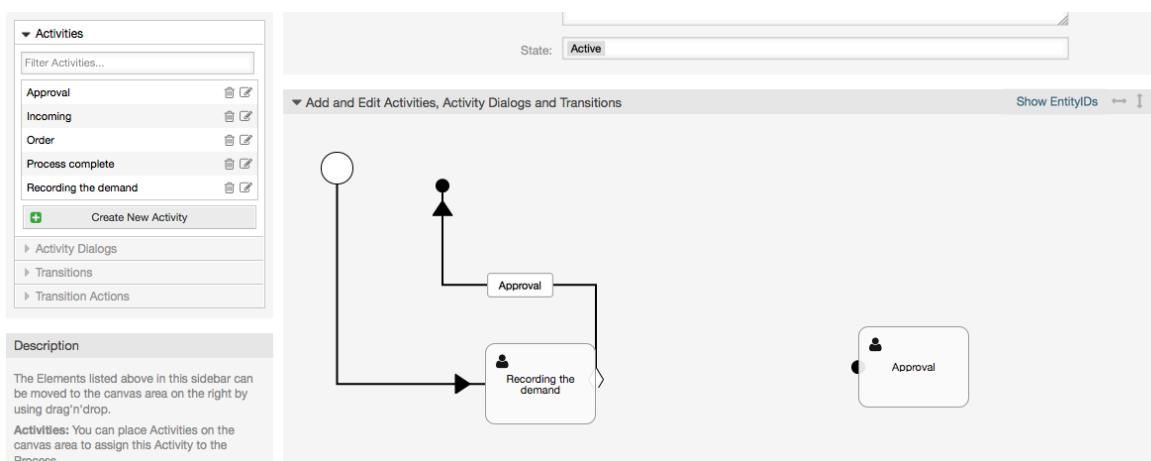 Activities
Filter Activities...
Approval
Incoming
Order
Process complete
Recording the demand
Create New Activity
Activity Dialogs
Transitions
Transition Actions
Description
The Elements listed above in this sidebar can
be moved to the canvas area on the right by
using drag'n'drop.
Activities: You can place Activities on the
canvas area to assign this Activity to the
Process.
State: Active
Add and Edit Activities, Activity Dialogs and Transitions
Show EntityIDs
Approval
Recording the
demand
Approval